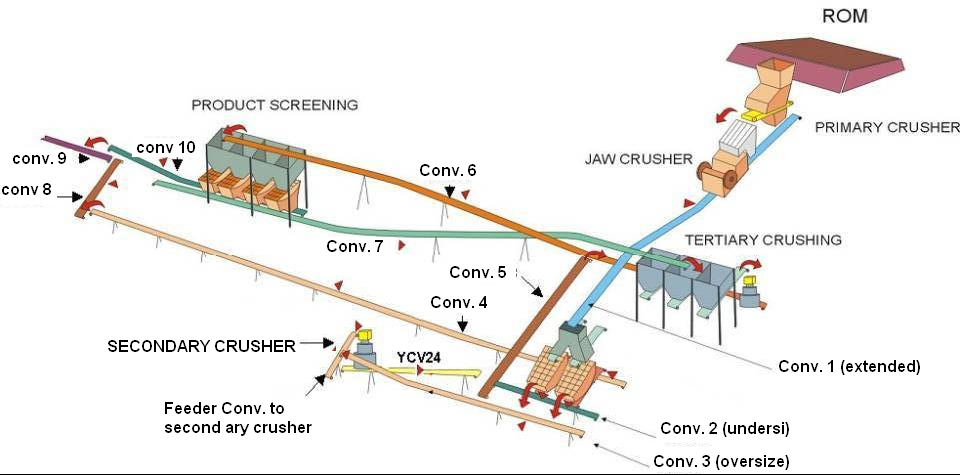 ROM
PRODUCT SCREENING
PRIMARY CRUSHER
conv 10
conv. 9
JAW CRUSHER
Conv. 6
conv 8
Conv. 7
TERTIARY CRUSHING
Conv. 5
Conv. 4
SECONDARY CRUSHER
YCV24
Conv. 1 (extended)
Feeder Conv. to
second ary crusher
Conv. 2 (undersi)
Conv. 3 (oversize)